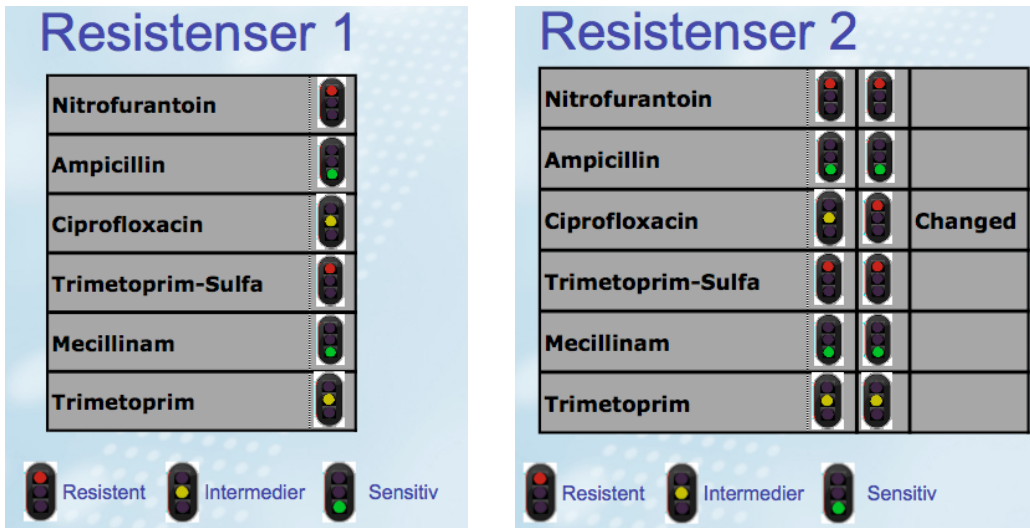 Resistenser 1
Nitrofurantoin
Ampicillin
Ciprofloxacin
Trimetoprim-Sulfa
Mecillinam
Trimetoprim
Resistent Intermedier Sensitiv
Resistenser 2
Nitrofurantoin
Ampicillin
Ciprofloxacin Changed
Trimetoprim-Sulfa
Mecillinam
Trimetoprim
Resistent Intermedier Sensitiv